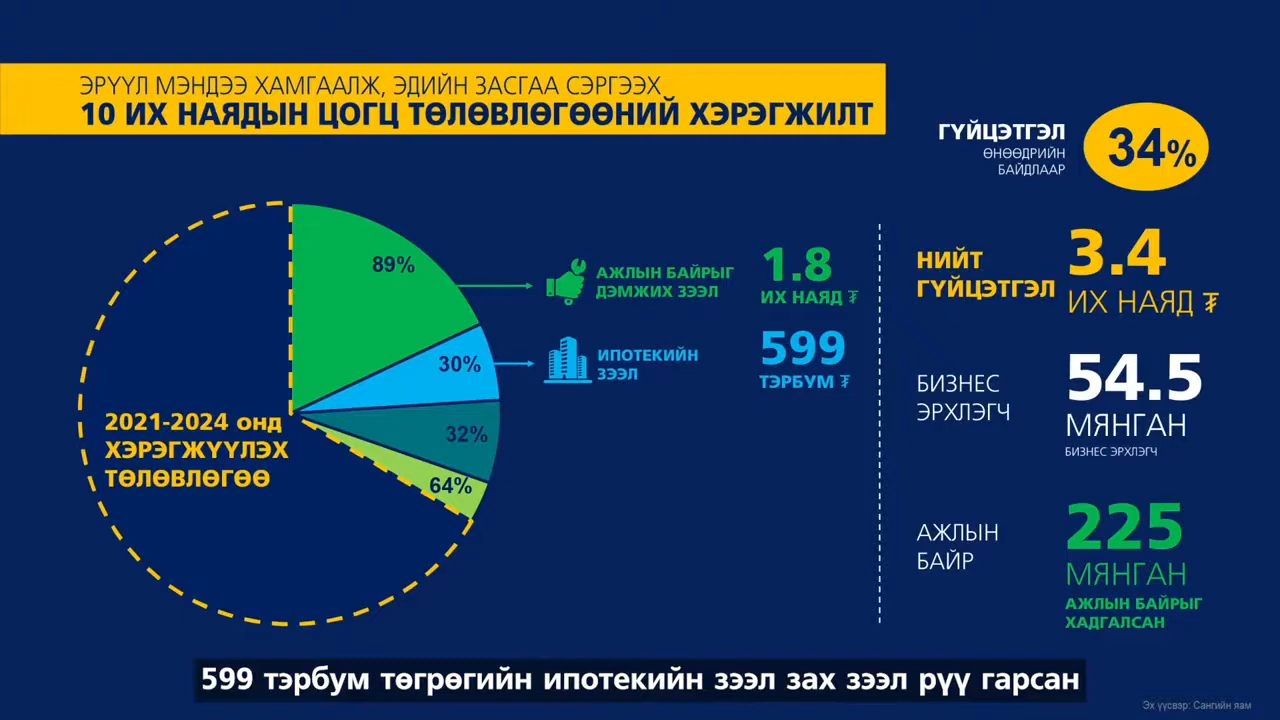 ЭРҮҮЛ МЭНДЭЭ ХАМГААЛЖ, ЭДИЙН ЗАСГАА СЭРГЭЭХ
10 ИХ НАЯДЫН ЦОГЦ ТӨЛӨВЛӨГӨӨНИЙ ХЭРЭГЖИЛТ
ГҮЙЦЭТГЭЛ
ӨНӨӨДРИЙН
БАЙДЛААР
34%
89%
30%
32%
64%
2021-2024 онд
ХЭРЭГЖҮҮЛЭХ
ТӨЛӨВЛӨГӨӨ
АЖЛЫН БАЙРЫГ
ДЭМЖИХ ЗЭЭЛ
1.8
ИХ НАЯД ₮
ИПОТЕКИЙН
ЗЭЭЛ
599
ТЭРБУМ ₮
НИЙТ
ГҮЙЦЭТГЭЛ
3.4
ИХ НАЯД ₮
БИЗНЕС
ЭРХЛЭГЧ
54.5
МЯНГАН
БИЗНЕС ЭРХЛЭГЧ
АЖЛЫН
БАЙР
225
МЯНГАН
АЖЛЫН БАЙРЫГ
ХАДГАЛСАН
599 тэрбум төгрөгийн ипотекийн зээл зах зээл рүү гарсан
Эх үүсвэр: Сангийн яам